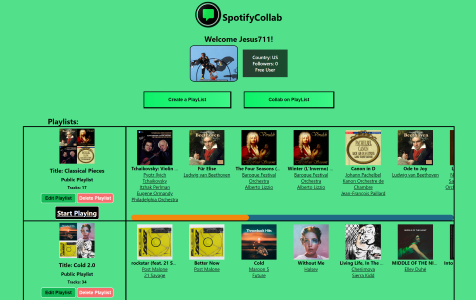 SpotifyCollab
Welcome Jesus711!
Country: US
Followers: 0
Free User
Create a PlayList
Collab on PlayList
Playlists:
Title: Classical Pieces
Public Playlist
Tracks: 17
Edit Playlist
Delete Playlist
Start Playing
Tchaikovsky: Violin ...
Pyotr Ilyich
Tchaikovsky
Itzhak Perlman
Eugene Ormandy
Philadelphia Orchestra
Für Elise
Ludwig van Beethoven
The Four Seasons (...
Baroque Festival
Orchestra
Alberto Lizzio
Winter (L'inverno) ...
Baroque Festival
Orchestra
Alberto Lizzio
Canon in D
Johann Pachelbel
Kanon Orchestre de
Chambre
Jean-Francois Paillard
Ode to Joy
Ludwig van Beethoven
Title: Cold 2.0
Public Playlist
Tracks: 34
Edit Playlist
Delete Playlist
rockstar (feat. 21 S...
Post Malone
21 Savage
Better Now
Post Malone
Cold
Maroon 5
Future
Without Me
Halsey
Living Life, In The ...
MIDDLE OF THE NI...
Elley Duhé